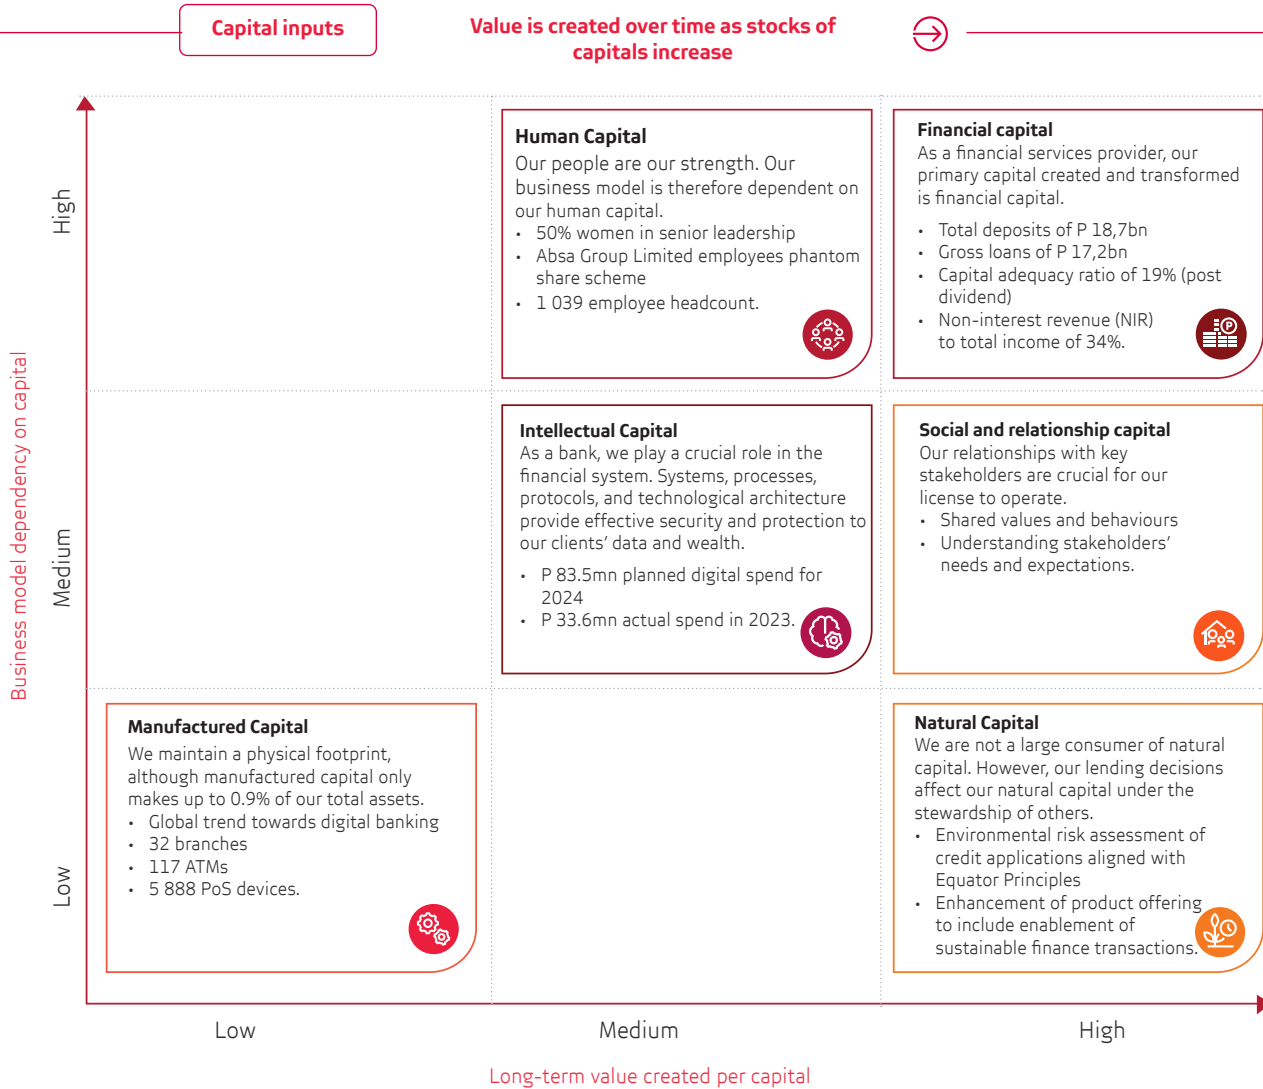 Capital inputs
Value is created over time as stocks of
capitals increase
Business model dependency on capital
High
Medium
Low
Human Capital
Our people are our strength. Our
business model is therefore dependent on
our human capital.
• 50% women in senior leadership
• Absa Group Limited employees phantom
share scheme
• 1 039 employee headcount.
Financial capital
As a financial services provider, our
primary capital created and transformed
is financial capital.
• Total deposits of P 18,7bn
• Gross loans of P 17,2bn
• Capital adequacy ratio of 19% (post
dividend)
• Non-interest revenue (NIR)
to total income of 34%.
P
Intellectual Capital
As a bank, we play a crucial role in the
financial system. Systems, processes,
protocols, and technological architecture
provide effective security and protection to
our clients' data and wealth.
• P 83.5mn planned digital spend for
2024
• P 33.6mn actual spend in 2023.
Social and relationship capital
Our relationships with key
stakeholders are crucial for our
license to operate.
• Shared values and behaviours
• Understanding stakeholders'
needs and expectations.
Manufactured Capital
We maintain a physical footprint,
although manufactured capital only
makes up to 0.9% of our total assets.
• Global trend towards digital banking
• 32 branches
• 117 ATMs
• 5 888 PoS devices.
Natural Capital
We are not a large consumer of natural
capital. However, our lending decisions
affect our natural capital under the
stewardship of others.
• Environmental risk assessment of
credit applications aligned with
Equator Principles
• Enhancement of product offering
to include enablement of
sustainable finance transactions.
Low
Medium
High
Long-term value created per capital